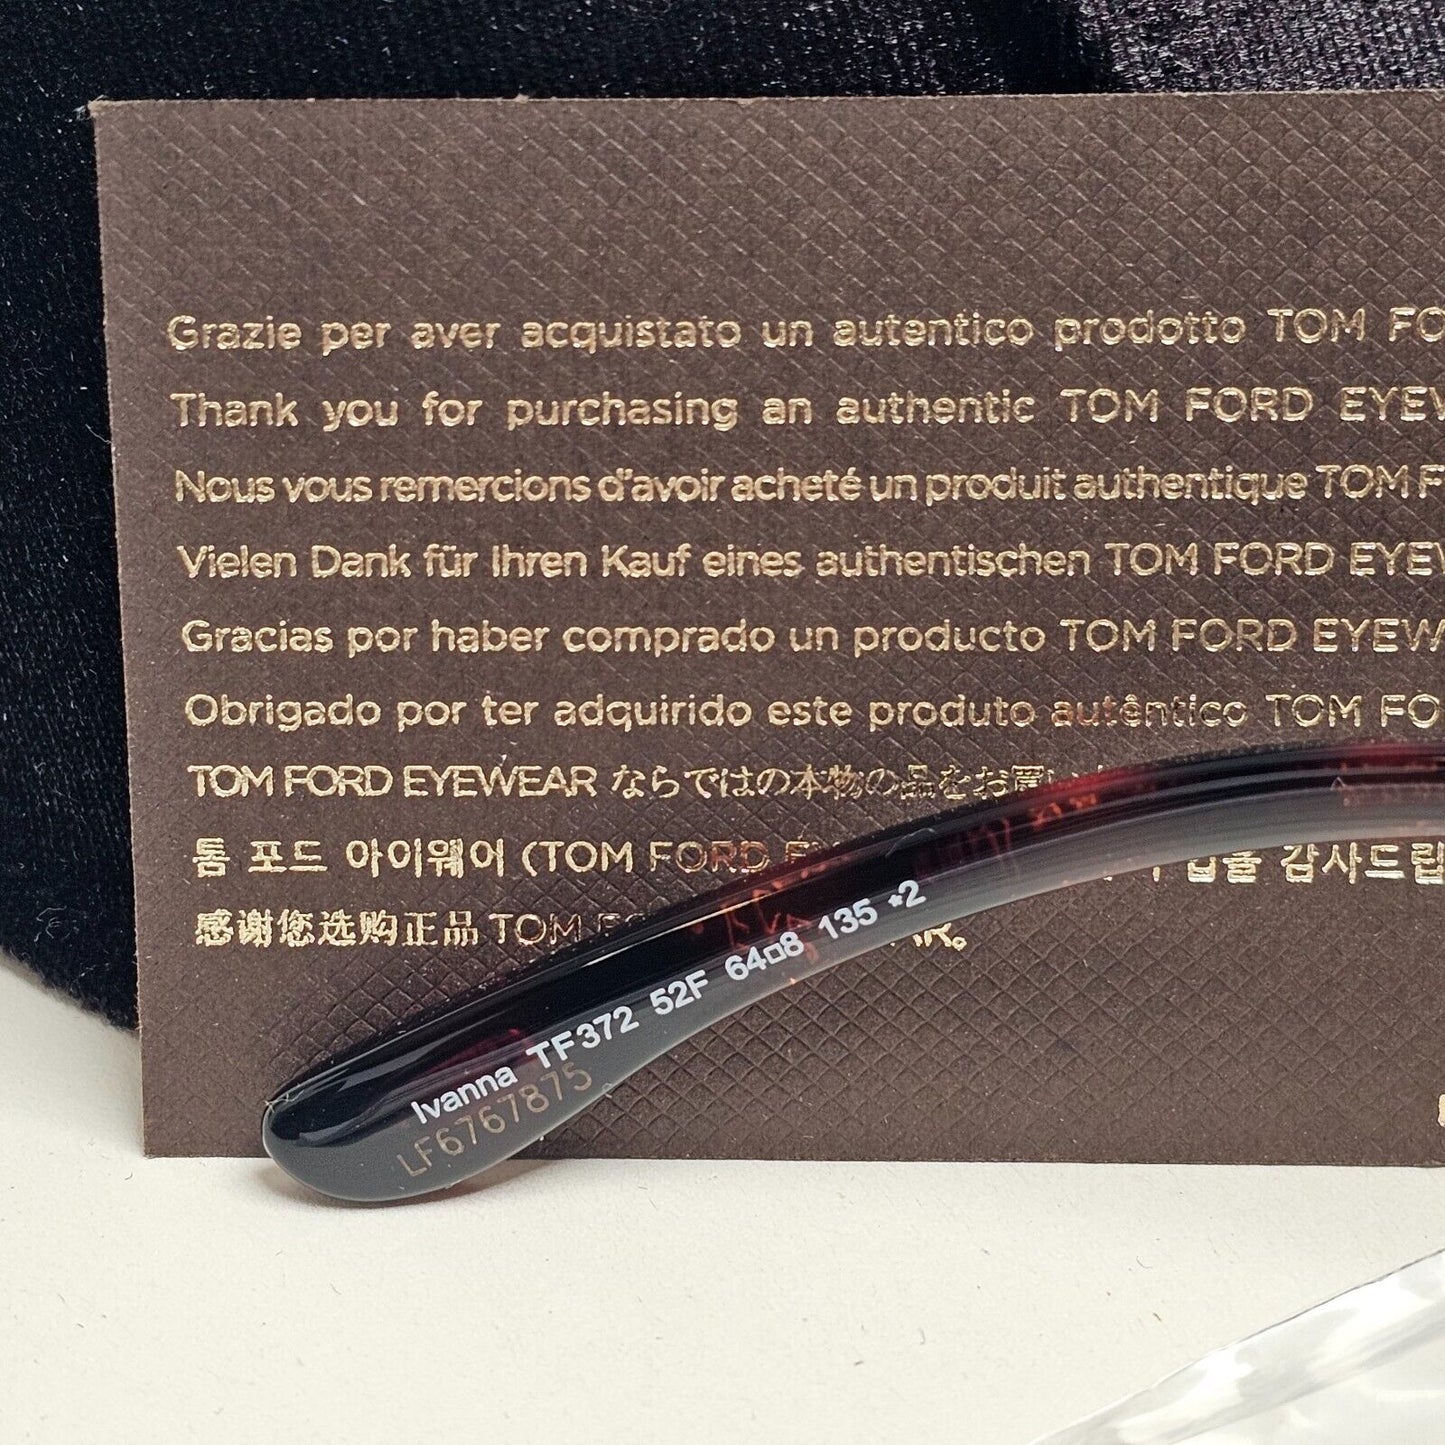 Grazie per aver acquistato un autentico prodotto TOM FO
Thank you for purchasing an authentic TOM FORD EYEW
Nous vous remercions d'avoir acheté un produit authentique TOM F
Vielen Dank für Ihren Kauf eines authentischen TOM FORD EYEW
Gracias por haber comprado un producto TOM FORD EYEWA
Obrigado por ter adquirido este produto autêntico TOM FO
TOM FORD EYEWEAR ならではの本物の品をお買い
톰 포드 아이웨어 (TOM FORD 감사드립
感谢您选购正品 TOM
Ivanna TF372 52F 64□8 135 *2
LF6767875